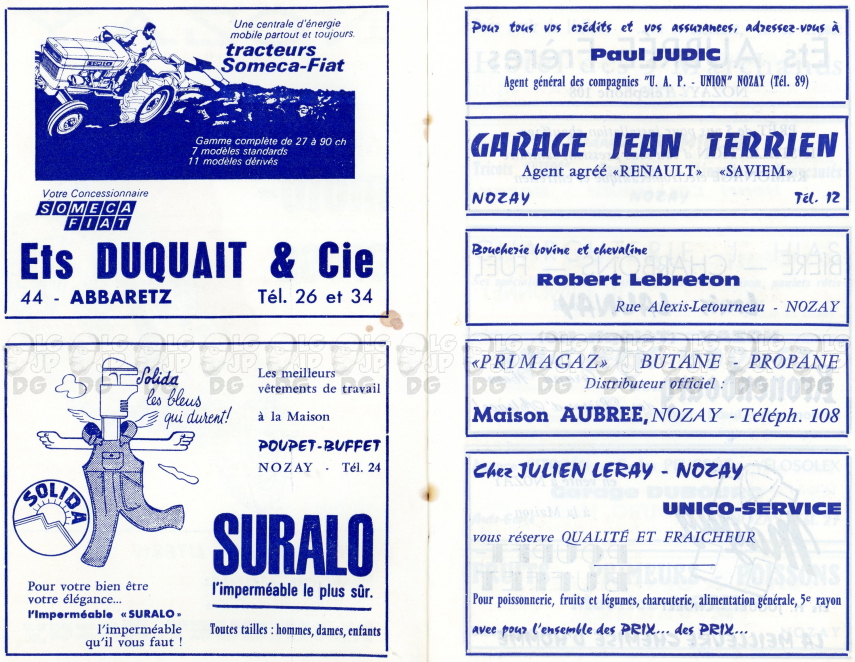 Une centrale d'énergie
mobile partout et toujours.
tracteurs
Someca-Fiat
Gamme complète de 27 à 90 ch
7 modèles standards
11 modèles dérivés
Votre Concessionnaire
SOMECA
FIAT
Ets DUQUAIT & Cie
44 - ABBARETZ Tél. 26 et 34
Solida
les bleus
qui durent!
SOLIDA
Les meilleurs
vêtements de travail
à la Maison
POUPET-BUFFET
NOZAY - Tél. 24
SURALO
l'imperméable le plus sûr.
Toutes tailles : hommes, dames, enfants
Pour votre bien être
votre élégance...
l'Imperméable «SURALO»
l'imperméable
qu'il vous faut !
Pour tous vos crédits et vos assurances, adressez-vous à
Paul JUDIC
Agent général des compagnies "U. A. P. - UNION" NOZAY (Tél. 89)
GARAGE JEAN TERRIEN
Agent agréé «RENAULT» «SAVIEM»
NOZAY Tél. 12
Boucherie bovine et chevaline
Robert Lebreton
Rue Alexis-Letourneau - NOZAY
«PRIMAGAZ» BUTANE - PROPANE
Distributeur officiel :
Maison AUBREE, NOZAY - Téléph. 108
Chez JULIEN LERAY - NOZAY
UNICO-SERVICE
vous réserve QUALITÉ ET FRAICHEUR
Pour poissonnerie, fruits et légumes, charcuterie, alimentation générale, 5e rayon
avec pour l'ensemble des PRIX... des PRIX...